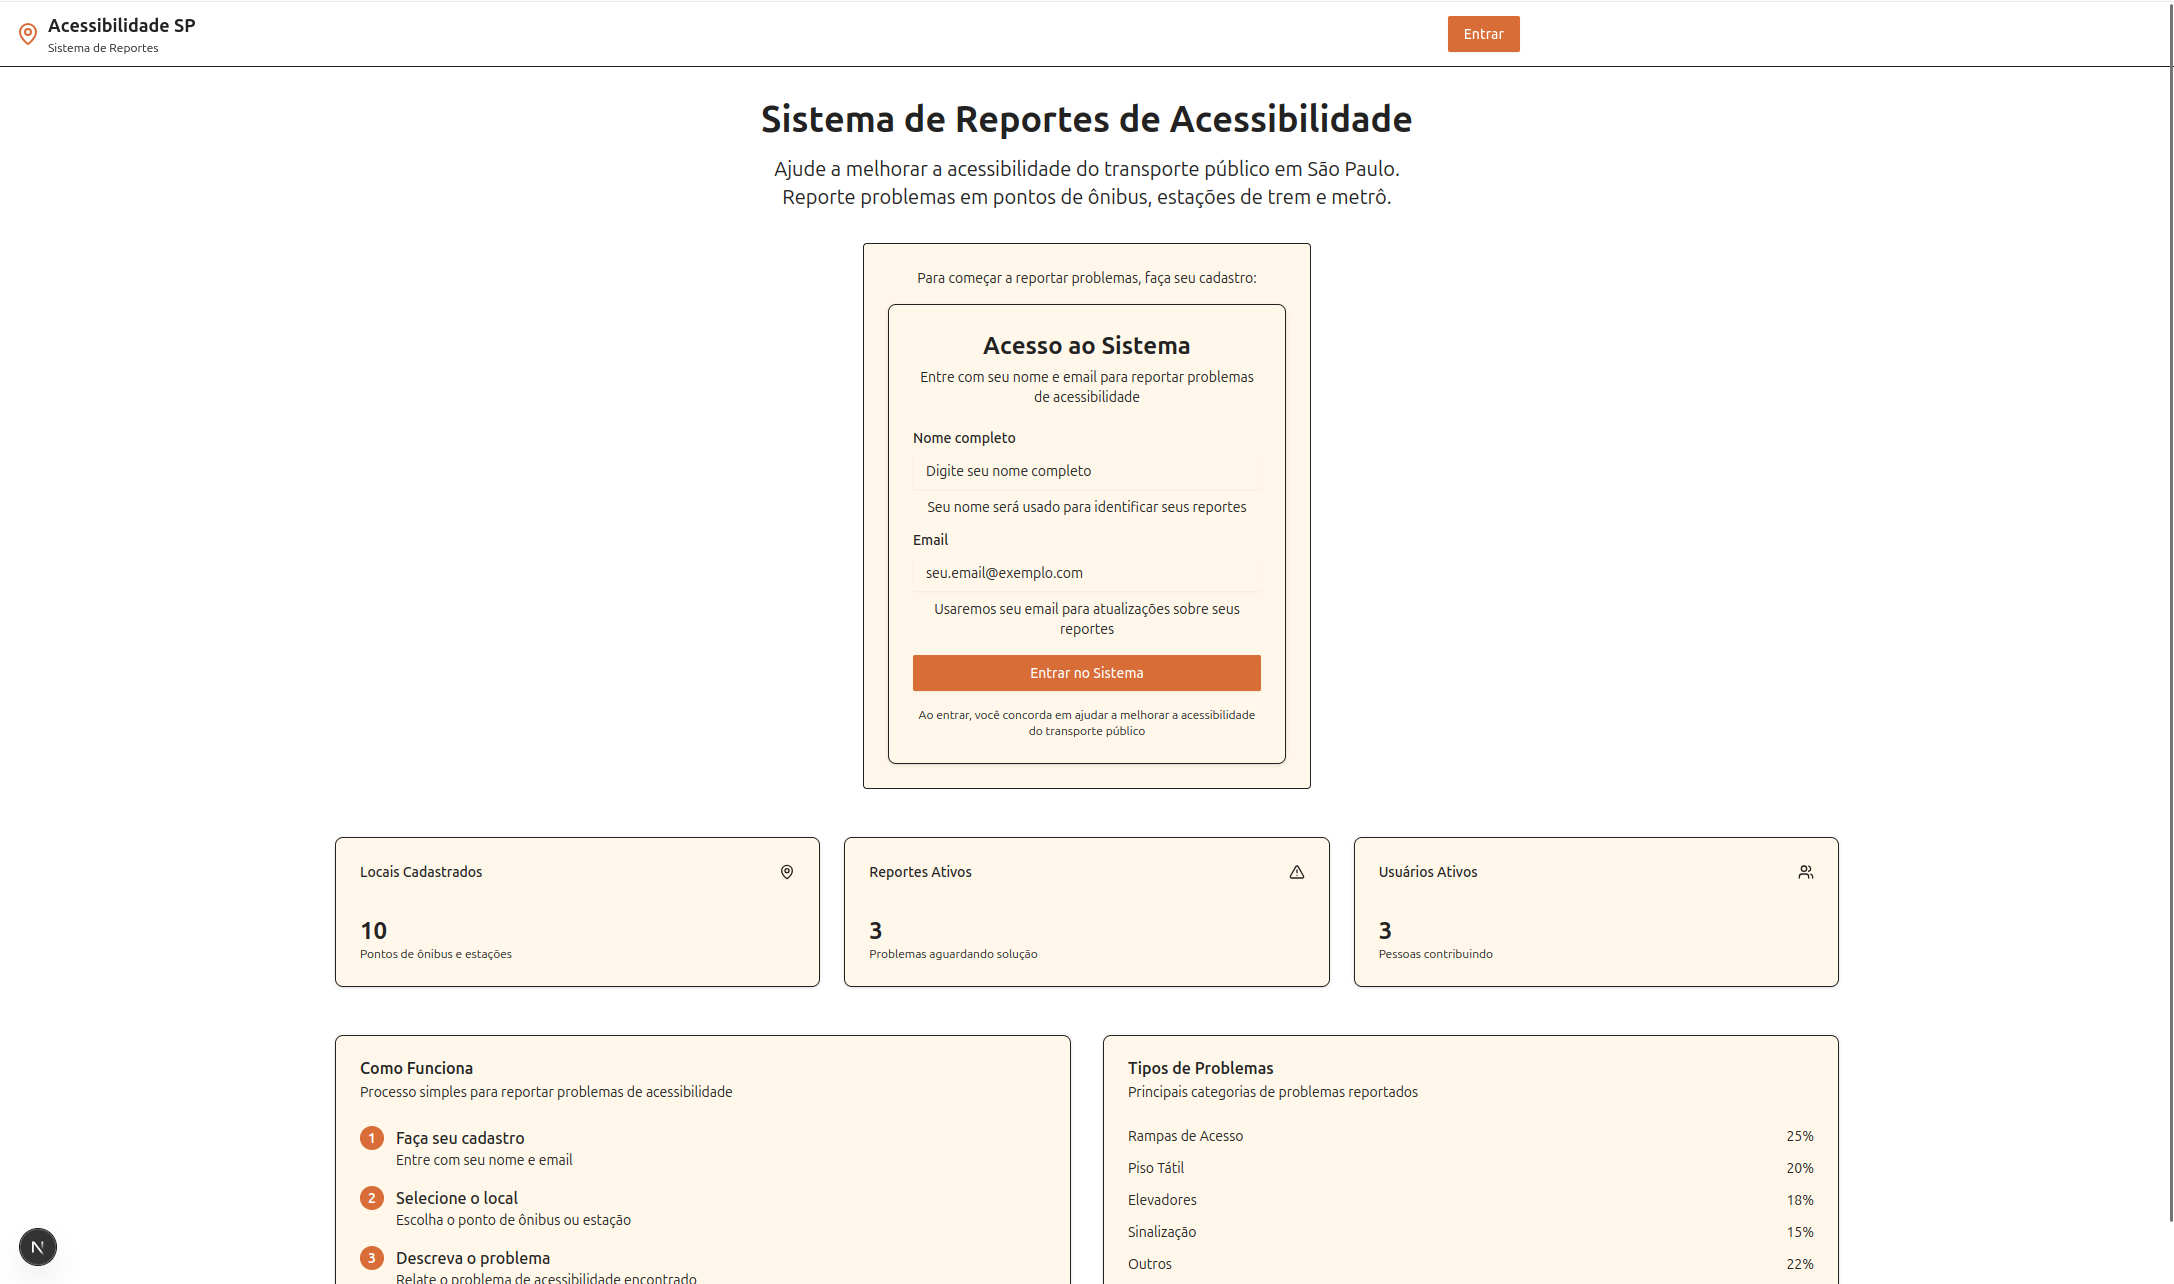 Acessibilidade SP
Sistema de Reportes
Entrar
Sistema de Reportes de Acessibilidade
Ajude a melhorar a acessibilidade do transporte público em São Paulo.
Reporte problemas em pontos de ônibus, estações de trem e metrô.
Para começar a reportar problemas, faça seu cadastro:
Acesso ao Sistema
Entre com seu nome e email para reportar problemas
de acessibilidade
Nome completo
Digite seu nome completo
Seu nome será usado para identificar seus reportes
Email
seu.email@exemplo.com
Usaremos seu email para atualizações sobre seus
reportes
Entrar no Sistema
Ao entrar, você concorda em ajudar a melhorar a acessibilidade
do transporte público
Locais Cadastrados
10
Pontos de ônibus e estações
Reportes Ativos
3
Problemas aguardando solução
Usuários Ativos
3
Pessoas contribuindo
Como Funciona
Processo simples para reportar problemas de acessibilidade
1 Faça seu cadastro
Entre com seu nome e email
2 Selecione o local
Escolha o ponto de ônibus ou estação
3 Descreva o problema
Relate o problema de acessibilidade encontrado
Tipos de Problemas
Principais categorias de problemas reportados
Rampas de Acesso 25%
Piso Tátil 20%
Elevadores 18%
Sinalização 15%
Outros 22%
N